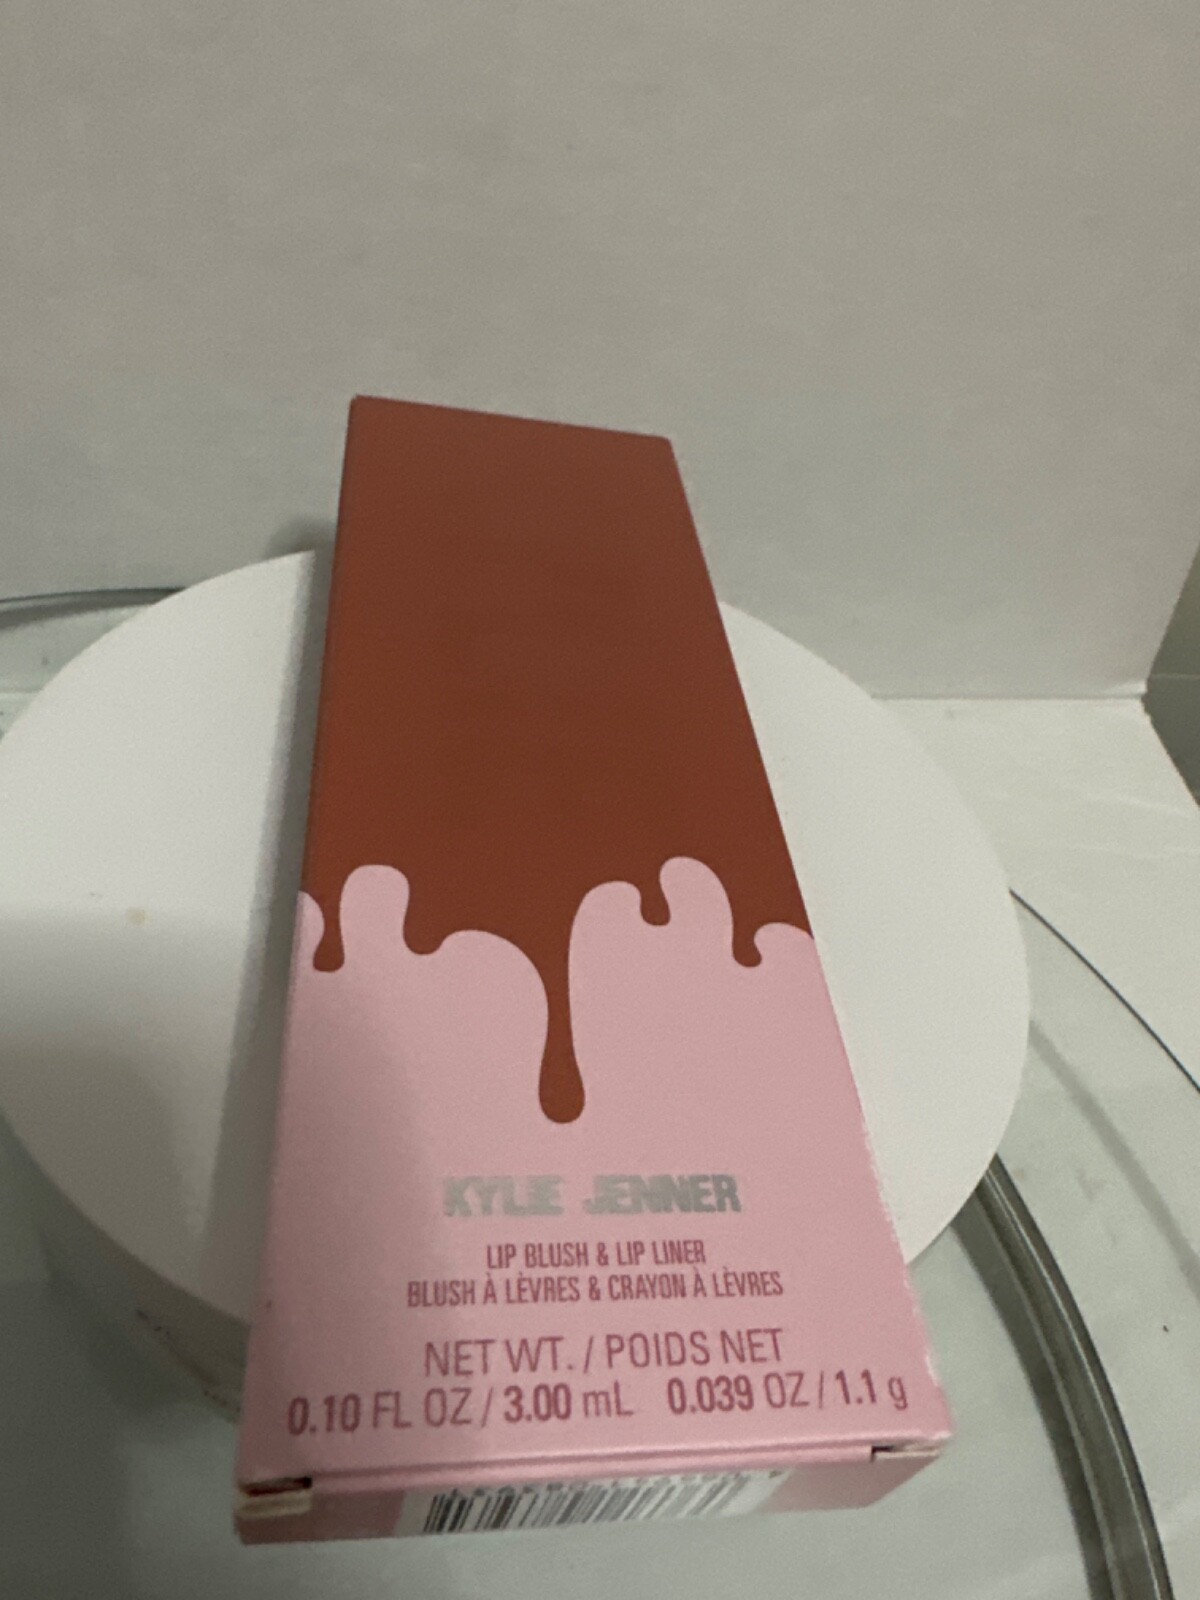 KYLIE JENNER
LIP BLUSH & LIP LINER
BLUSH À LÈVRES & CRAYON À LÈVRES
NET WT. / POIDS NET
0.10 FL OZ / 3.00 mL 0.039 OZ / 1.1 g